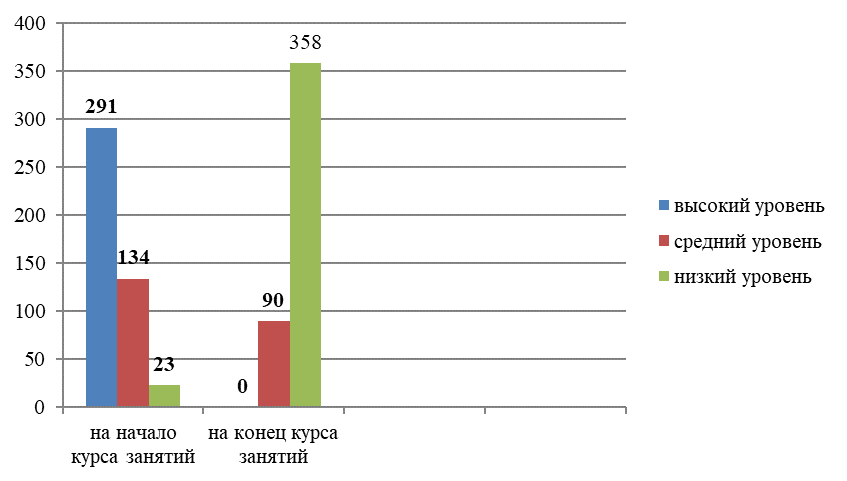 400
350
300
250
200
150
100
50
0
291
134
23
0
90
358
на начало
курса занятий
на конец курса
занятий
высокий уровень
средний уровень
низкий уровень